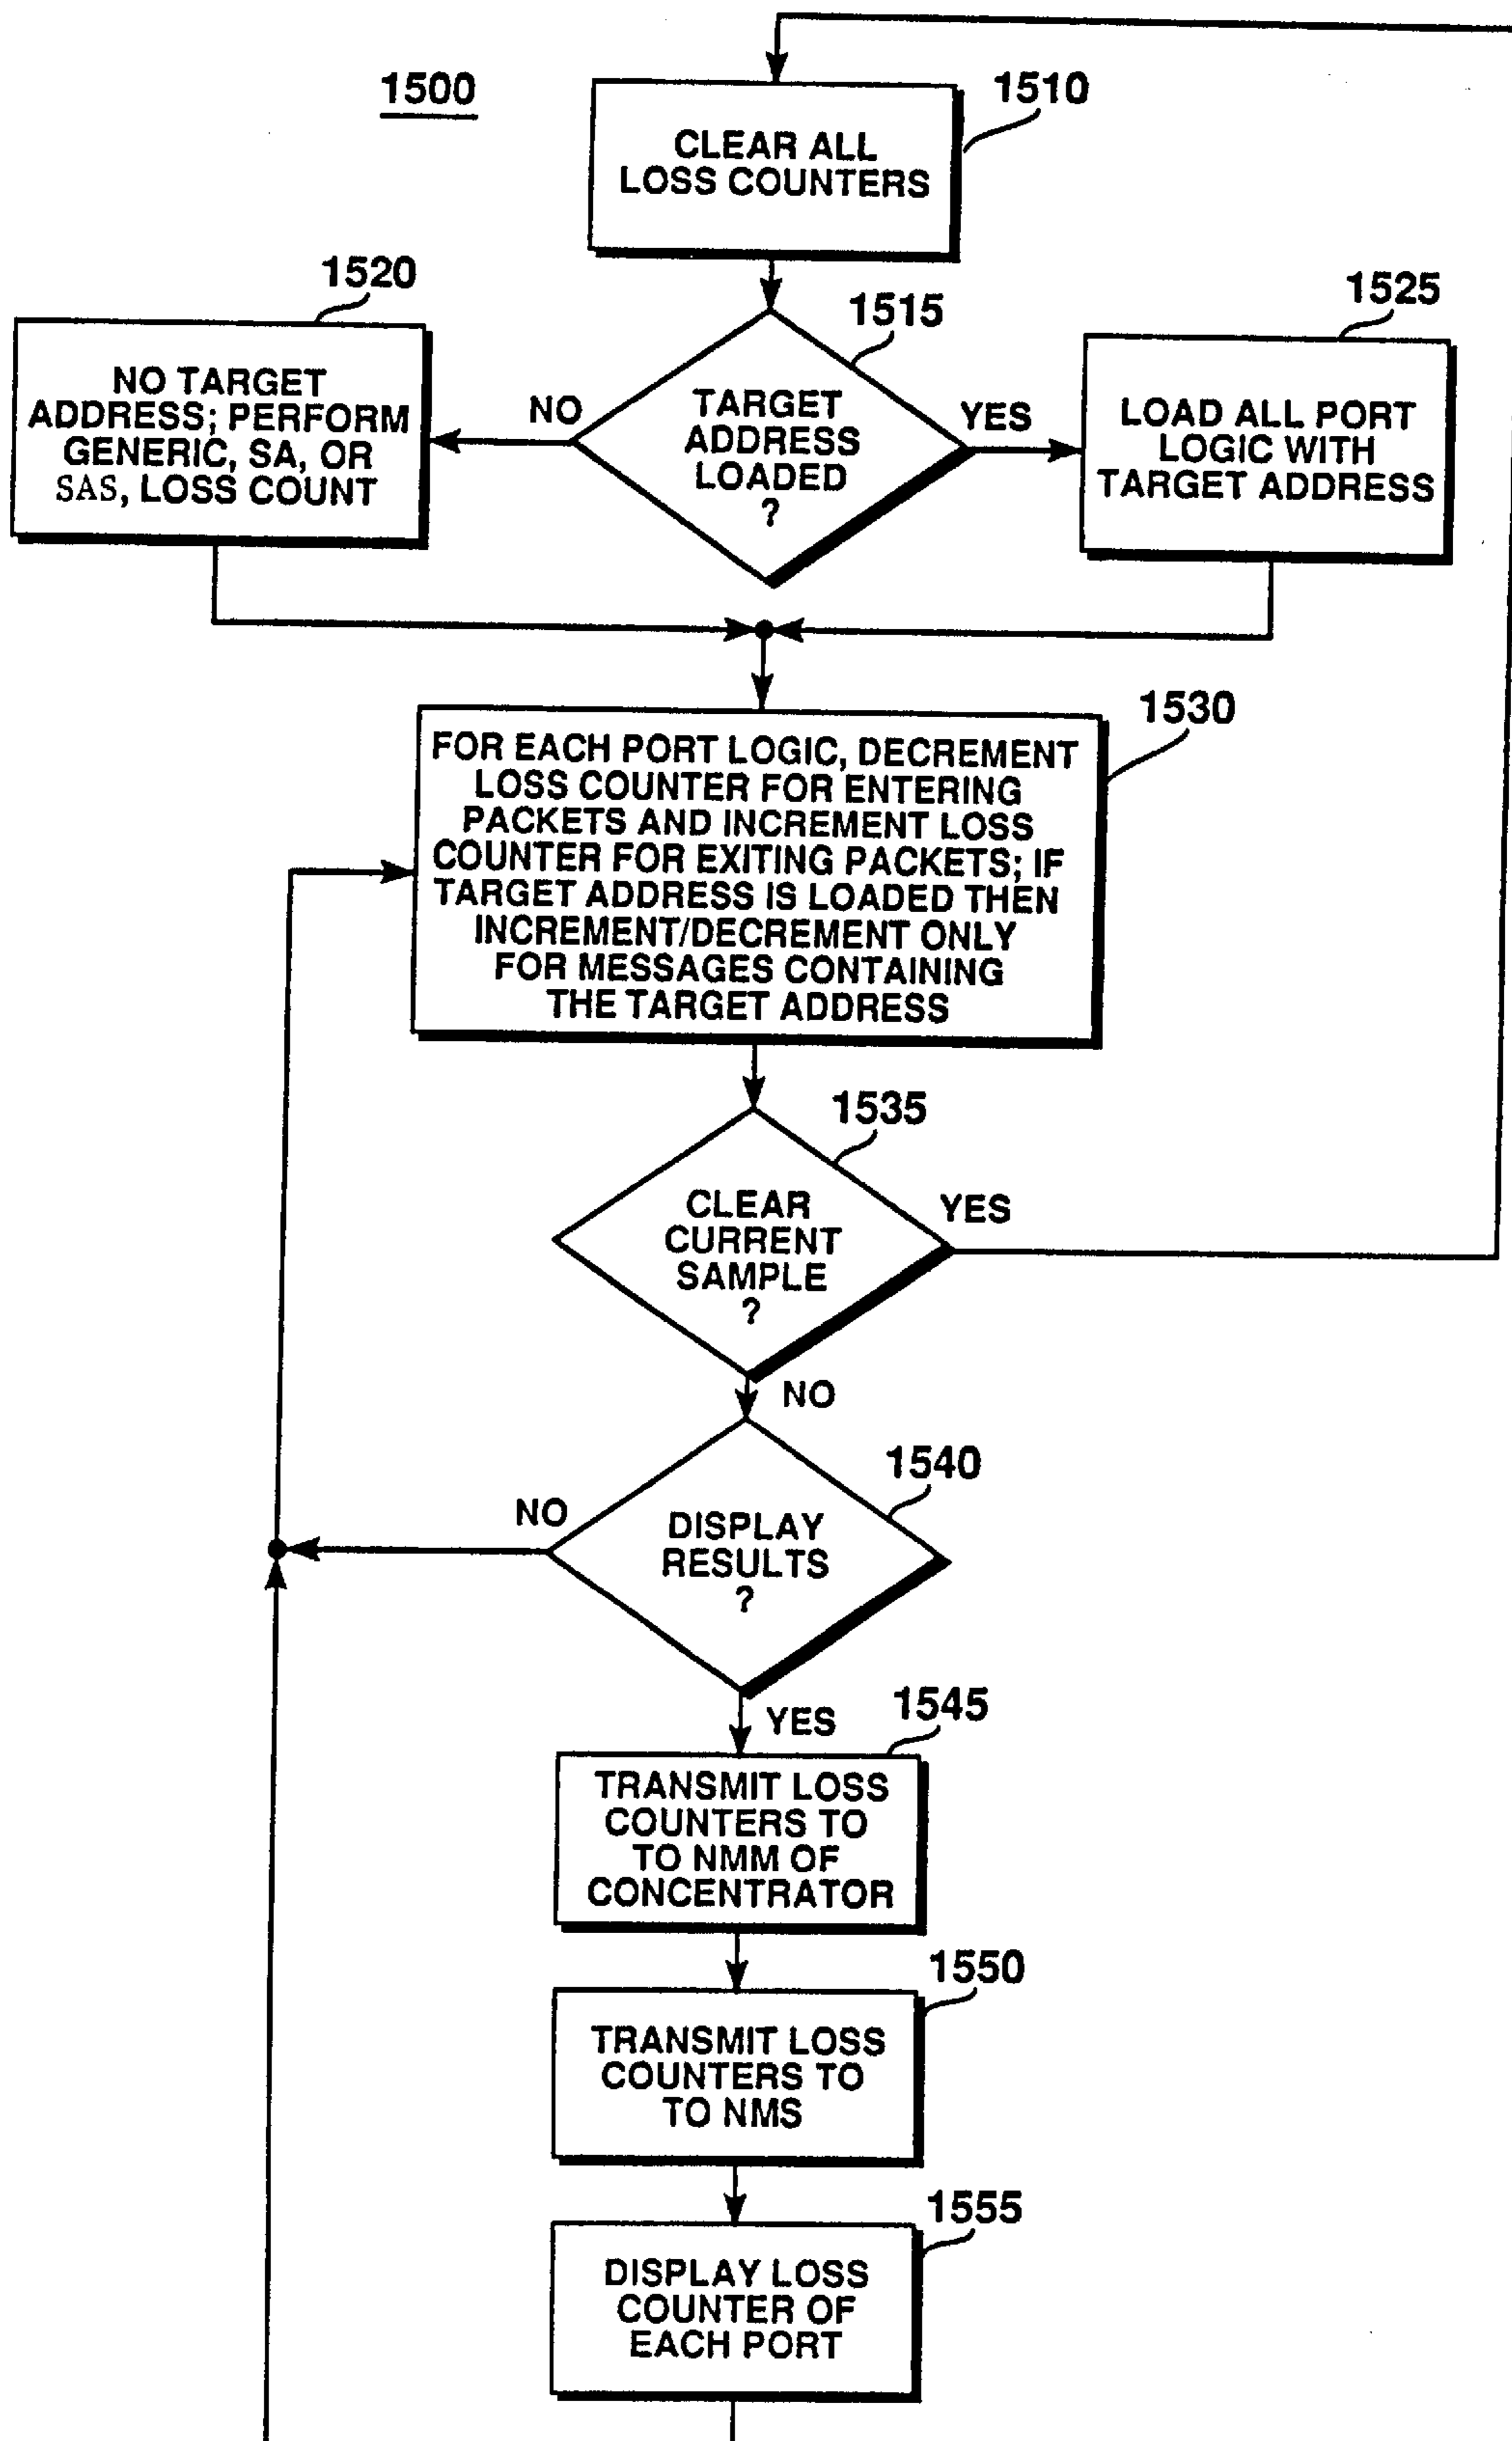 1500
1510
CLEAR ALL
LOSS COUNTERS
1520
1515
1525
NO TARGET
ADDRESS; PERFORM
GENERIC, SA, OR
SAS, LOSS COUNT
NO
TARGET
ADDRESS
LOADED
?
YES
LOAD ALL PORT
LOGIC WITH
TARGET ADDRESS
1530
FOR EACH PORT LOGIC, DECREMENT
LOSS COUNTER FOR ENTERING
PACKETS AND INCREMENT LOSS
COUNTER FOR EXITING PACKETS; IF
TARGET ADDRESS IS LOADED THEN
INCREMENT/DECREMENT ONLY
FOR MESSAGES CONTAINING
THE TARGET ADDRESS
1535
CLEAR
CURRENT
SAMPLE
?
YES
NO
1540
NO
DISPLAY
RESULTS
?
YES
1545
TRANSMIT LOSS
COUNTERS TO
TO NMM OF
CONCENTRATOR
1550
TRANSMIT LOSS
COUNTERS TO
TO NMS
1555
DISPLAY LOSS
COUNTER OF
EACH PORT